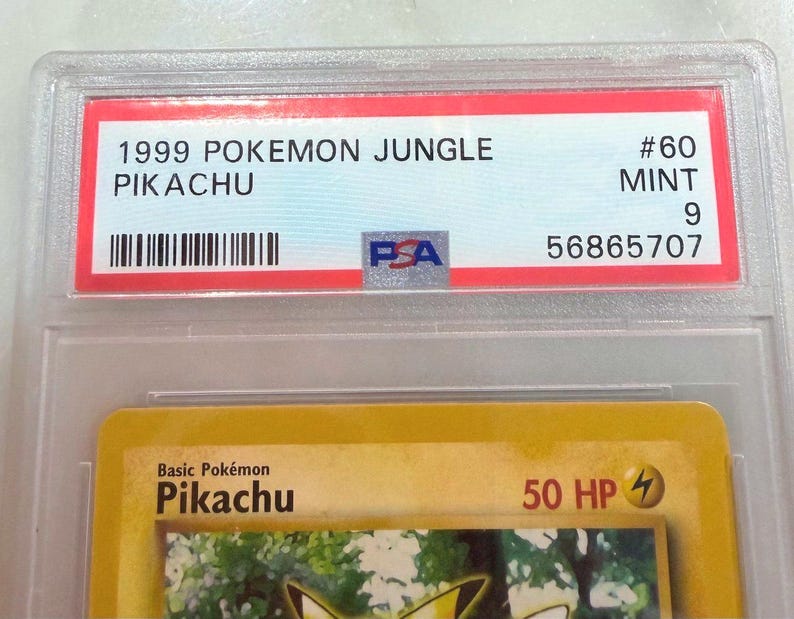 1999 POKEMON JUNGLE #60
PIKACHU MINT
9
PSA 56865707
Basic Pokémon
Pikachu 50 HP